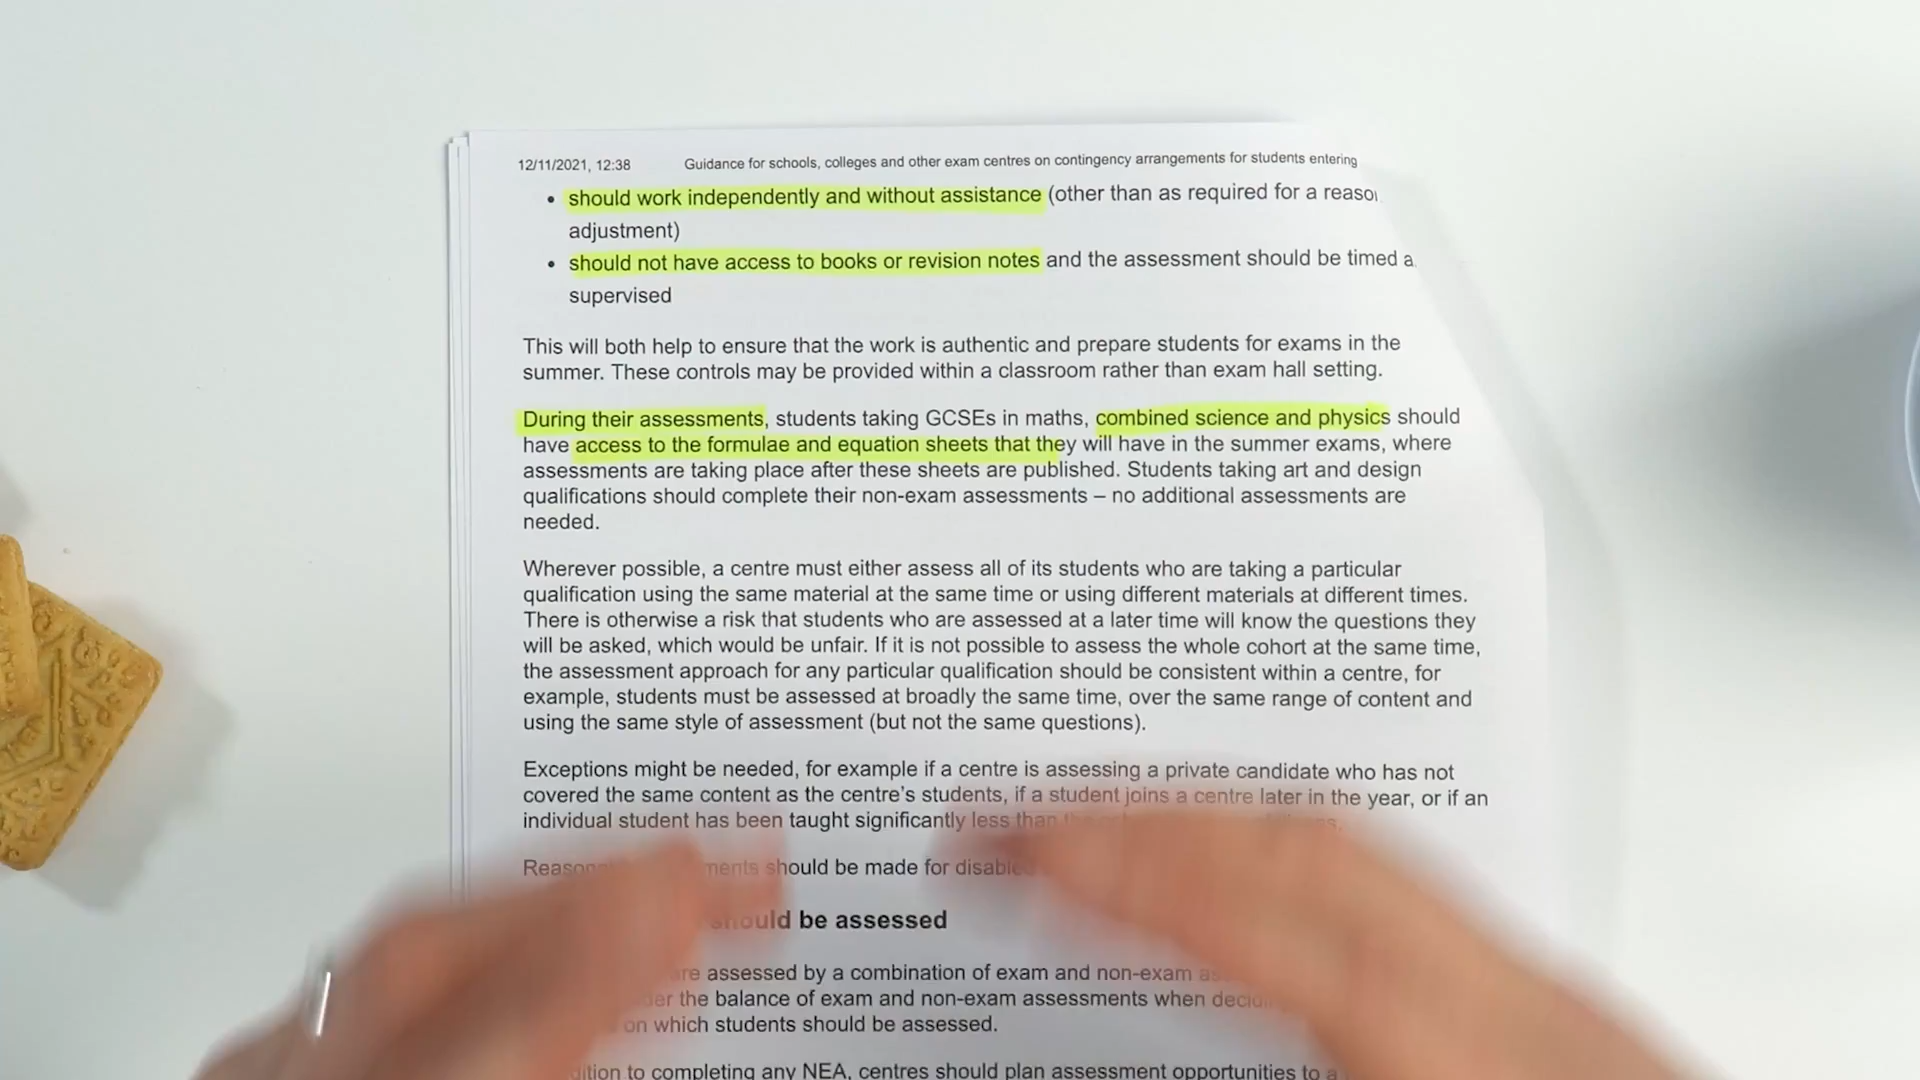 12/11/2021, 12:38 Guidance for schools, colleges and other exam centres on contingency arrangements for students entering
• should work independently and without assistance (other than as required for a
adjustment)
• should not have access to books or revision notes and the assessment should be timed
supervised
This will both help to ensure that the work is authentic and prepare students for exams in the
summer. These controls may be provided within a classroom rather than exam hall setting.
During their assessments, students taking GCSEs in maths, combined science and physics should
have access to the formulae and equation sheets that they will have in the summer exams, where
assessments are taking place after these sheets are published. Students taking art and design
qualifications should complete their non-exam assessments – no additional assessments are
needed.
Wherever possible, a centre must either assess all of its students who are taking a particular
qualification using the same material at the same time or using different materials at different times.
There is otherwise a risk that students who are assessed at a later time will know the questions they
will be asked, which would be unfair. If it is not possible to assess the whole cohort at the same time,
the assessment approach for any particular qualification should be consistent within a centre, for
example, students must be assessed at broadly the same time, over the same range of content and
using the same style of assessment (but not the same questions).
Exceptions might be needed, for example if a centre is assessing a private candidate who has not
covered the same content as the centre's students, if a student joins a centre later in the year, or if an
individual student has been taught significantly less than
should be made for
should be assessed
assessed by a combination of exam and non-exam
the balance of exam and non-exam assessments when
on which students should be assessed.
to completing any NEA, centres should plan assessment opportunities to